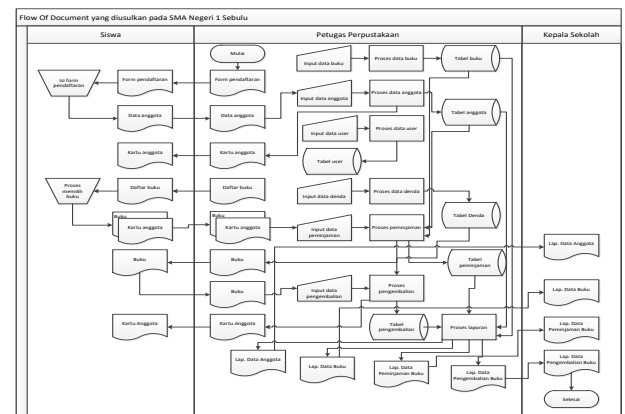 Flow Of Document yang diusulkan pada SMA Negeri 1 Sebulu
Siswa
Petugas Perpustakaan
Kepala Sekolah
Mulai
Input data buku
Proses data buku
Tabel buku
Isi form
pendaftaran
Form pendaftaran
Form pendaftaran
Input data anggota
Proses data anggota
Data anggota
Data anggota
Tabel anggota
Input data user
Proses data user
Kartu anggota
Kartu anggota
Tabel user
Proses
memilih
buku
Daftar buku
Daftar buku
Input data denda
Proses data denda
Tabel Denda
Buku
Kartu anggota
Buku
Kartu anggota
Input data
peminjaman
Proses peminjaman
Lap. Data Anggota
Buku
Buku
Tabel
peminjaman
Buku
Input data
pengembalian
Proses
pengembalian
Lap. Data Buku
Kartu Anggota
Kartu Anggota
Tabel
pengembalian
Proses laporan
Lap. Data
Peminjaman Buku
Lap. Data Anggota
Lap. Data Buku
Lap. Data
Peminjaman Buku
Lap. Data
Pengembalian Buku
Lap. Data
Pengembalian Buku
Selesai